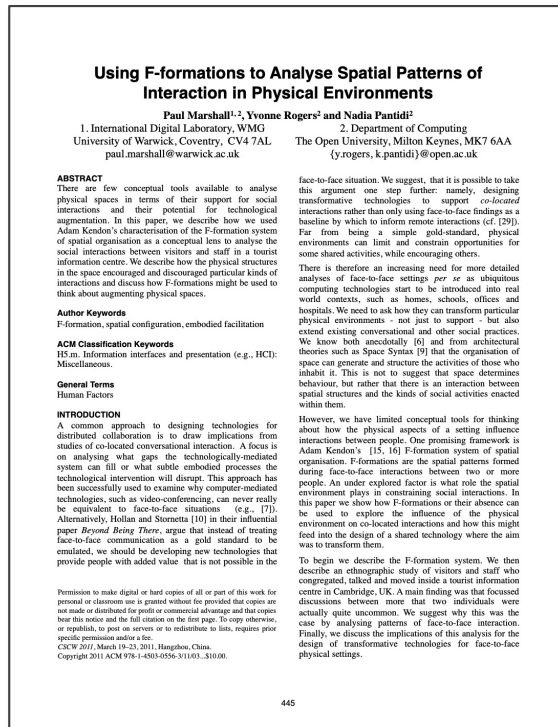 Using F-formations to Analyse Spatial Patterns of
Interaction in Physical Environments
Paul Marshall1, 2, Yvonne Rogers2 and Nadia Pantidi2
1. International Digital Laboratory, WMG
University of Warwick, Coventry, CV4 7AL
paul.marshall@warwick.ac.uk
2. Department of Computing
The Open University, Milton Keynes, MK7 6AA
{y.rogers, k.pantidi}@open.ac.uk
ABSTRACT
There are few conceptual tools available to analyse
physical spaces in terms of their support for social
interactions and their potential for technological
augmentation. In this paper, we describe how we used
Adam Kendon's characterisation of the F-formation system
of spatial organisation as a conceptual lens to analyse the
social interactions between visitors and staff in a tourist
information centre. We describe how the physical structures
in the space encouraged and discouraged particular kinds of
interactions and discuss how F-formations might be used to
think about augmenting physical spaces.
Author Keywords
F-formation, spatial configuration, embodied facilitation
ACM Classification Keywords
H5.m. Information interfaces and presentation (e.g., HCI):
Miscellaneous.
General Terms
Human Factors
INTRODUCTION
A common approach to designing technologies for
distributed collaboration is to draw implications from
studies of co-located conversational interaction. A focus is
on analysing what gaps the technologically-mediated
system can fill or what subtle embodied processes the
technological intervention will disrupt. This approach has
been successfully used to examine why computer-mediated
technologies, such as video-conferencing, can never really
be equivalent to face-to-face situations (e.g., [7]).
Alternatively, Hollan and Stornetta [10] in their influential
paper Beyond Being There, argue that instead of treating
face-to-face communication as a gold standard to be
emulated, we should be developing new technologies that
provide people with added value that is not possible in the
Permission to make digital or hard copies of all or part of this work for
personal or classroom use is granted without fee provided that copies are
not made or distributed for profit or commercial advantage and that copies
bear this notice and the full citation on the first page. To copy otherwise,
or republish, to post on servers or to redistribute to lists, requires prior
specific permission and/or a fee.
CSCW 2011, March 19–23, 2011, Hangzhou, China.
Copyright 2011 ACM 978-1-4503-0556-3/11/03...$10.00.
face-to-face situation. We suggest, that it is possible to take
this argument one step further: namely, designing
transformative technologies to support co-located
interactions rather than only using face-to-face findings as a
baseline by which to inform remote interactions (cf. [29]).
Far from being a simple gold-standard, physical
environments can limit and constrain opportunities for
some shared activities, while encouraging others.
There is therefore an increasing need for more detailed
analyses of face-to-face settings per se as ubiquitous
computing technologies start to be introduced into real
world contexts, such as homes, schools, offices and
hospitals. We need to ask how they can transform particular
physical environments - not just to support - but also
extend existing conversational and other social practices.
We know both anecdotally [6] and from architectural
theories such as Space Syntax [9] that the organisation of
space can generate and structure the activities of those who
inhabit it. This is not to suggest that space determines
behaviour, but rather that there is an interaction between
spatial structures and the kinds of social activities enacted
within them.
However, we have limited conceptual tools for thinking
about how the physical aspects of a setting influence
interactions between people. One promising framework is
Adam Kendon's [15, 16] F-formation system of spatial
organisation. F-formations are the spatial patterns formed
during face-to-face interactions between two or more
people. An under explored factor is what role the spatial
environment plays in constraining social interactions. In
this paper we show how F-formations or their absence can
be used to explore the influence of the physical
environment on co-located interactions and how this might
feed into the design of a shared technology where the aim
was to transform them.
To begin we describe the F-formation system. We then
describe an ethnographic study of visitors and staff who
congregated, talked and moved inside a tourist information
centre in Cambridge, UK. A main finding was that focussed
discussions between more that two individuals were
actually quite uncommon. We suggest why this was the
case by analysing patterns of face-to-face interaction.
Finally, we discuss the implications of this analysis for the
design of transformative technologies for face-to-face
physical settings.
445